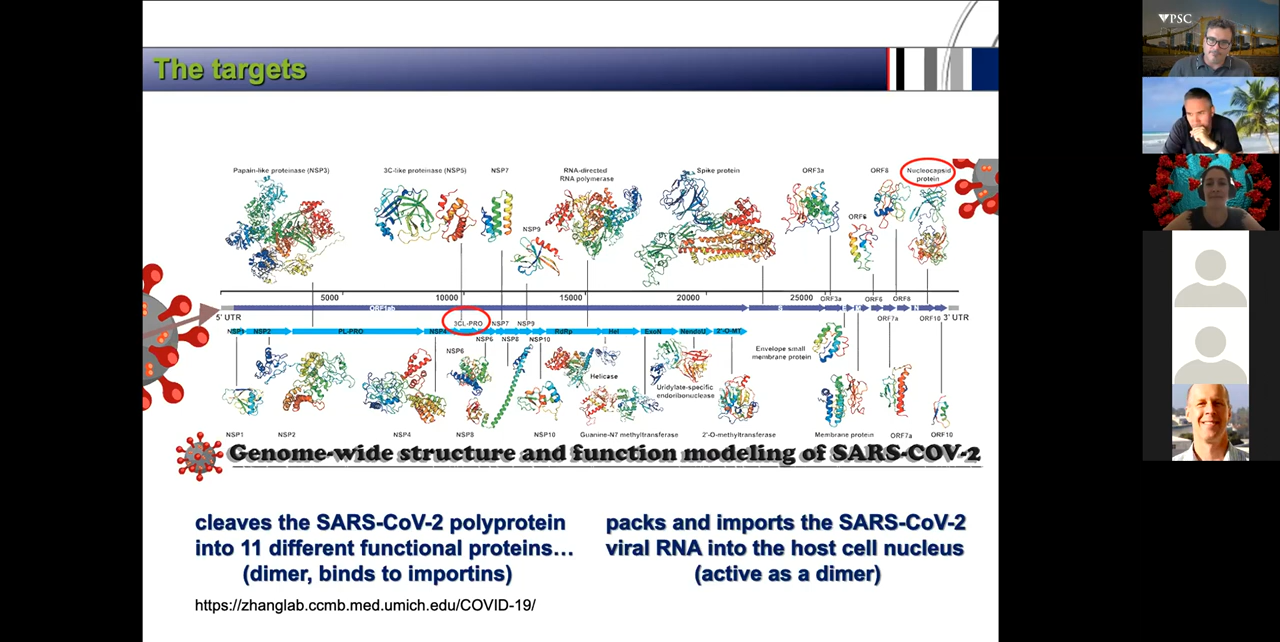 PSC
The targets
Papain-like proteinase (NSP3)
3C-like proteinase (NSP5)
NSP7
RNA-directed
RNA polymerase
Spike protein
ORF3a
ORF8
Nucleocapsid
protein
NSP9
ORF6
5000
10000
15000
20000
25000
ORF3a
ORF6
ORF8
ORF1ab
S
E
M
N
5' UTR
3CL-PRO
NSP7
NSP9
ORF7a
ORF10
3' UTR
NSP1
NSP2
PL-PRO
NSP4
RdRp
Hel
ExoN
NendoU
2'-O-MT
NSP6
NSP8
NSP10
NSP6
Envelope small
membrane protein
Helicase
Uridylate-specific
endoribonuclease
NSP1
NSP2
NSP4
NSP8
NSP10
Guanine-N7 methyltransferase
2'-O-methyltransferase
Membrane protein
ORF7a
ORF10
Genome-wide structure and function modeling of SARS-COV-2
cleaves the SARS-CoV-2 polyprotein
into 11 different functional proteins…
(dimer, binds to importins)
packs and imports the SARS-CoV-2
viral RNA into the host cell nucleus
(active as a dimer)
https://zhanglab.ccmb.med.umich.edu/COVID-19/